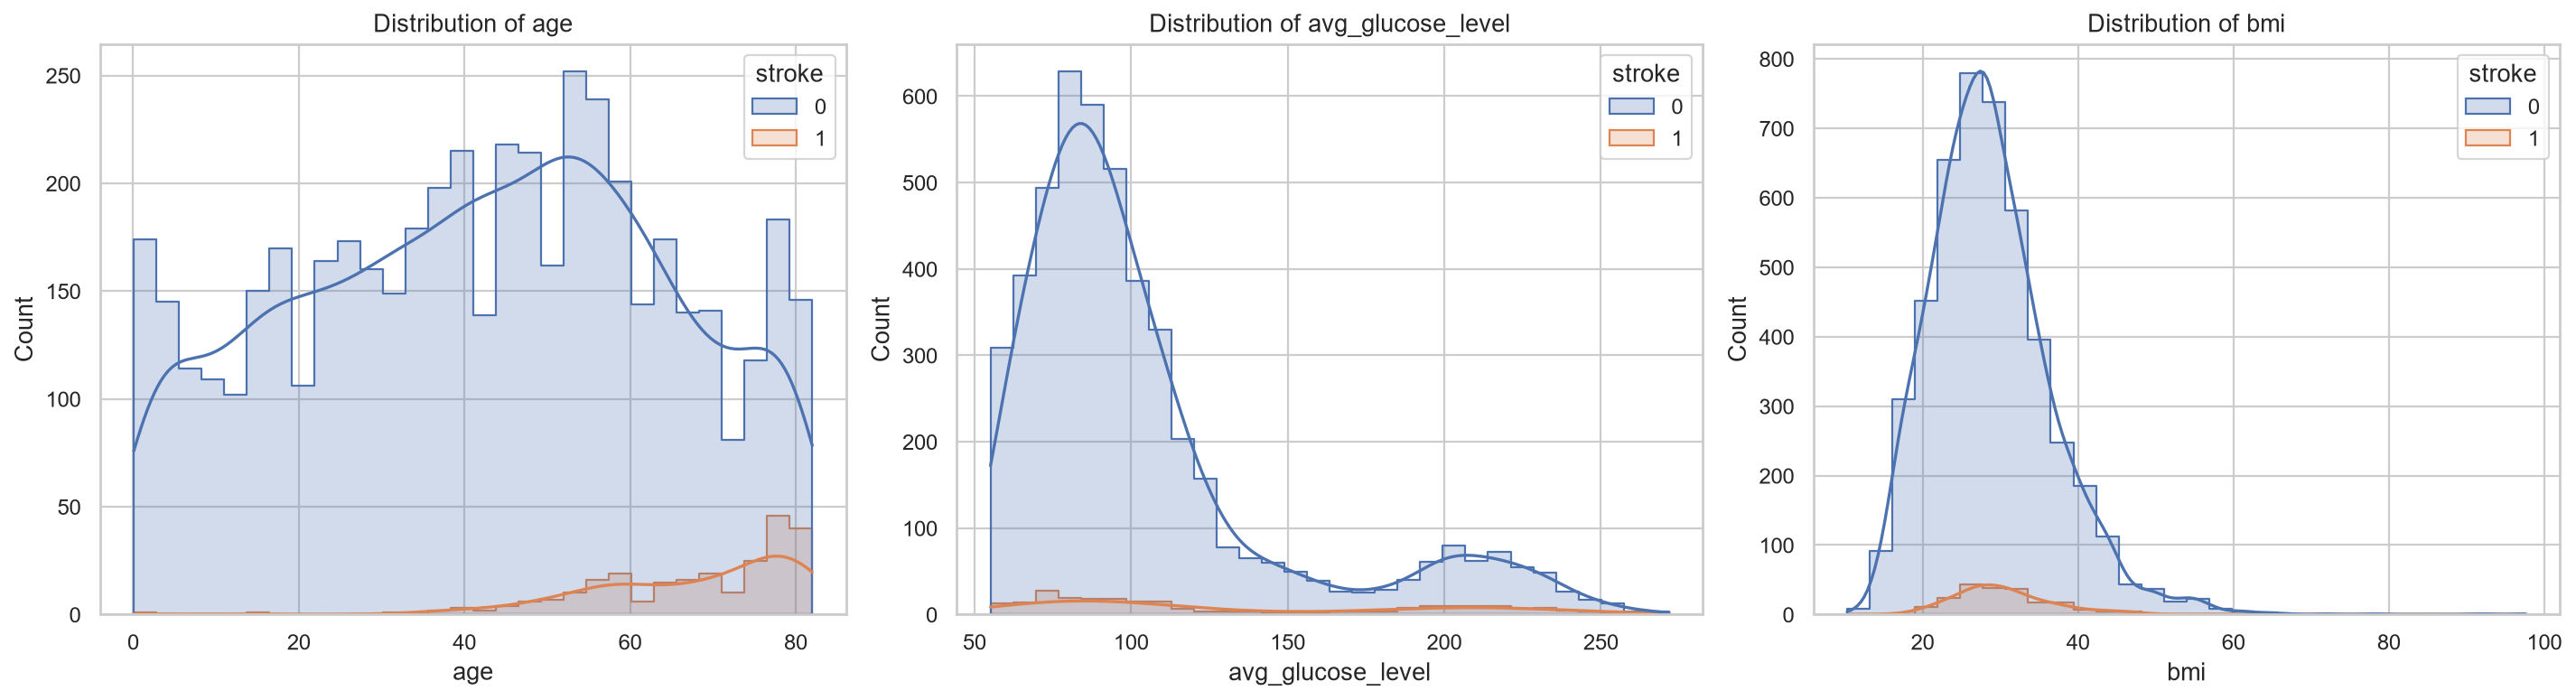 Distribution of age
250
200
150
100
50
0
Count
0 20 40 60 80
age
stroke
0
1
Distribution of avg_glucose_level
600
500
400
300
200
100
0
Count
50 100 150 200 250
avg_glucose_level
stroke
0
1
Distribution of bmi
800
700
600
500
400
300
200
100
0
Count
20 40 60 80 100
bmi
stroke
0
1